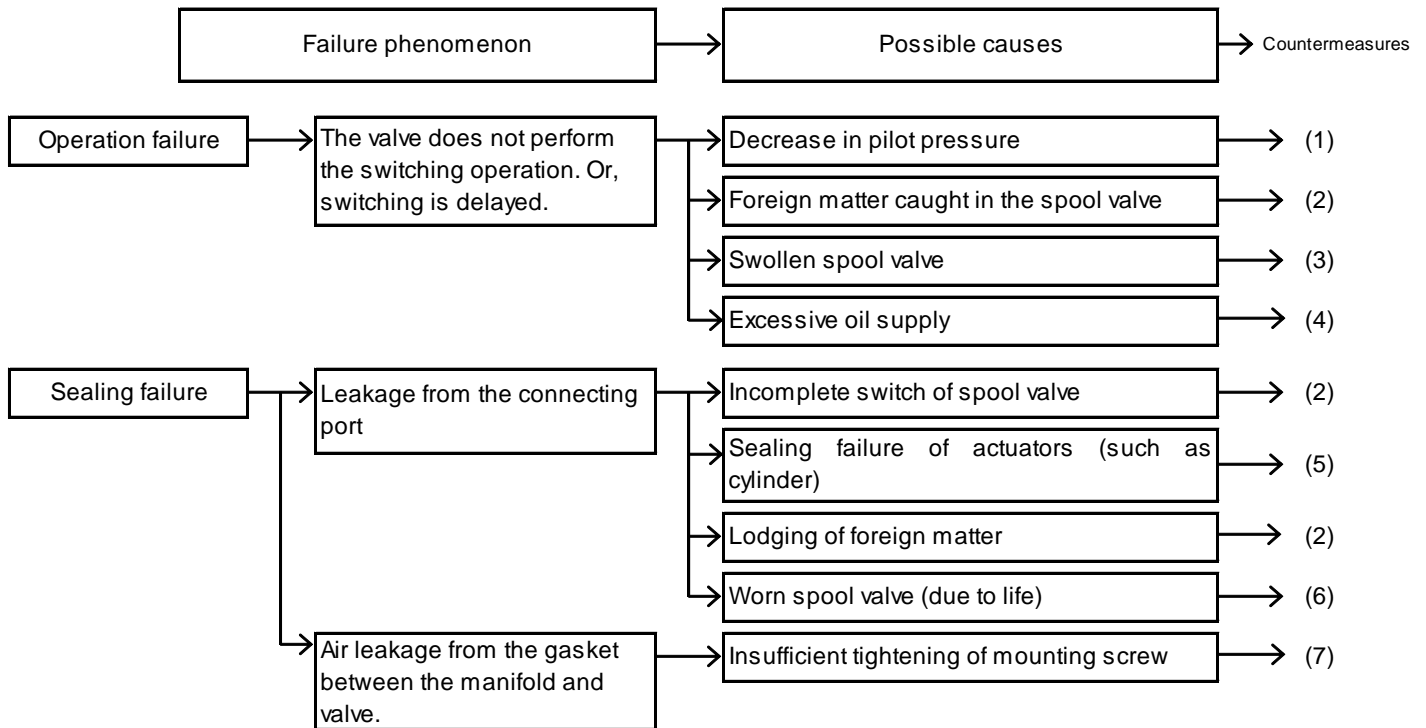 Failure phenomenon
Possible causes
Countermeasures
Operation failure
The valve does not perform
the switching operation. Or,
switching is delayed.
Decrease in pilot pressure
(1)
Foreign matter caught in the spool valve
(2)
Swollen spool valve
(3)
Excessive oil supply
(4)
Sealing failure
Leakage from the connecting
port
Incomplete switch of spool valve
(2)
Sealing failure of actuators (such as
cylinder)
(5)
Lodging of foreign matter
(2)
Worn spool valve (due to life)
(6)
Air leakage from the gasket
between the manifold and
valve.
Insufficient tightening of mounting screw
(7)